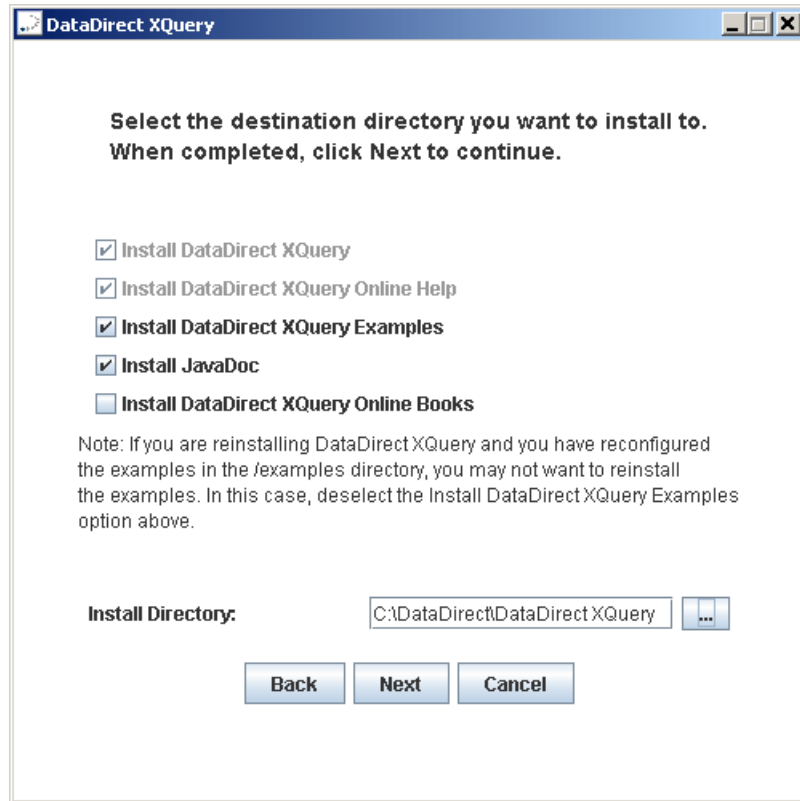 DataDirect XQuery
Select the destination directory you want to install to.
When completed, click Next to continue.
Install DataDirect XQuery
Install DataDirect XQuery Online Help
Install DataDirect XQuery Examples
Install JavaDoc
Install DataDirect XQuery Online Books
Note: If you are reinstalling DataDirect XQuery and you have reconfigured
the examples in the /examples directory, you may not want to reinstall
the examples. In this case, deselect the Install DataDirect XQuery Examples
option above.
Install Directory: C:\DataDirect\DataDirect XQuery ...
Back Next Cancel